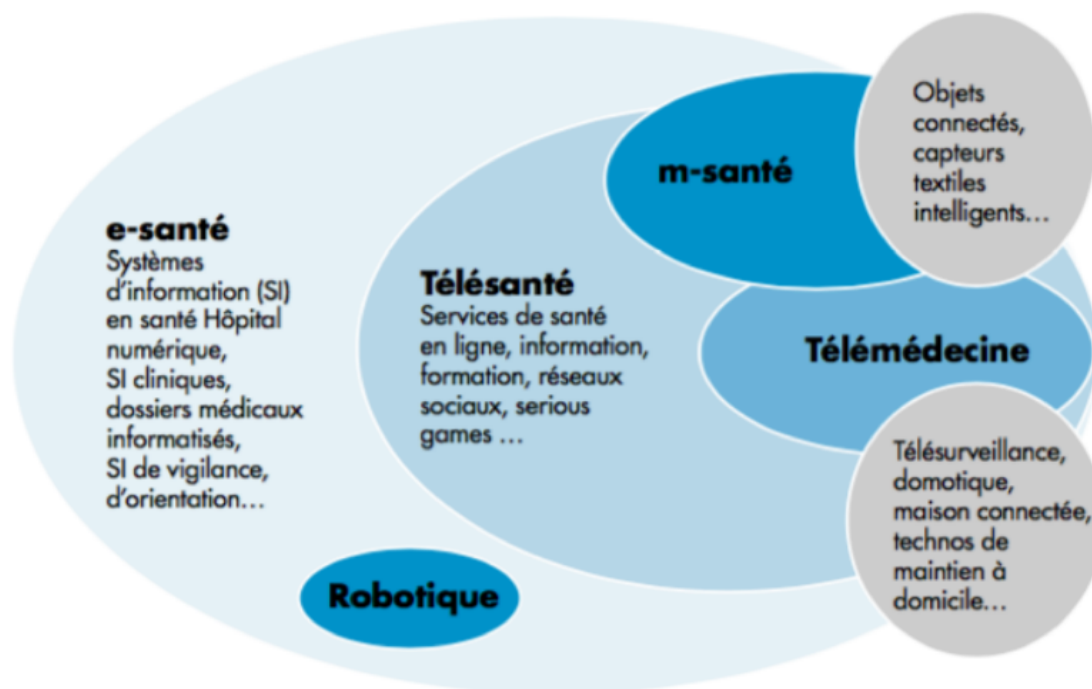 e-santé
Systèmes
d'information (SI)
en santé Hôpital
numérique,
SI cliniques,
dossiers médicaux
informatisés,
SI de vigilance,
d'orientation…
Télésanté
Services de santé
en ligne, information,
formation, réseaux
sociaux, serious
games …
m-santé
Objets
connectés,
capteurs
textiles
intelligents…
Télémédecine
Télésurveillance,
domotique,
maison connectée,
technos de
maintien à
domicile…
Robotique